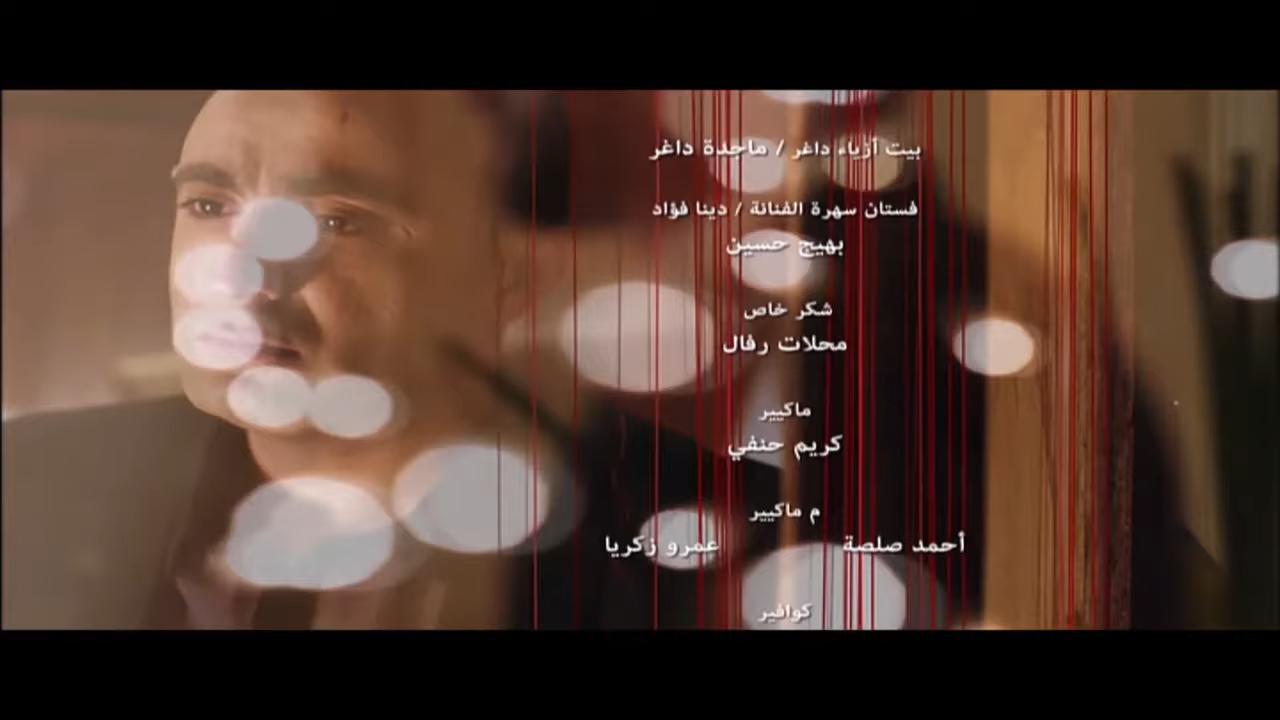 بيت أزياء داغر / ماجدة داغر
فستان سهرة الفنانة / دينا فؤاد
بهيج حسين
شكر خاص
محلات رفال
ماكيير
كريم حنفي
م ماكيير
أحمد صلصة عمرو زكريا
كوافير